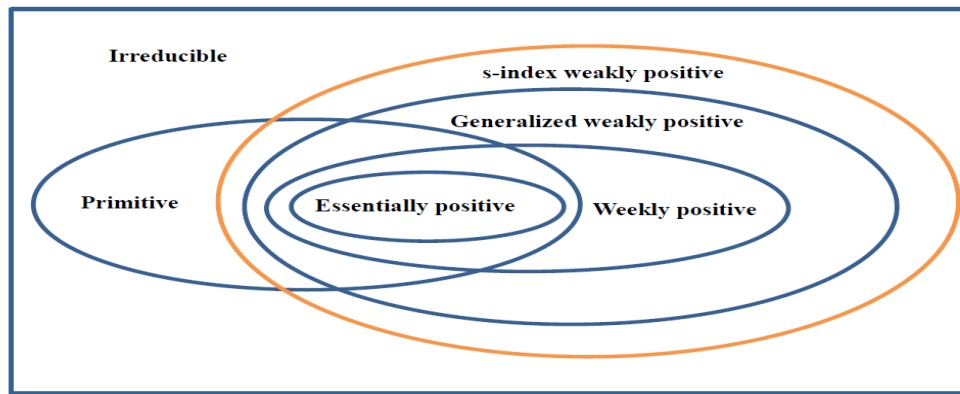 Irreducible
s-index weakly positive
Generalized weakly positive
Primitive
Essentially positive
Weekly positive